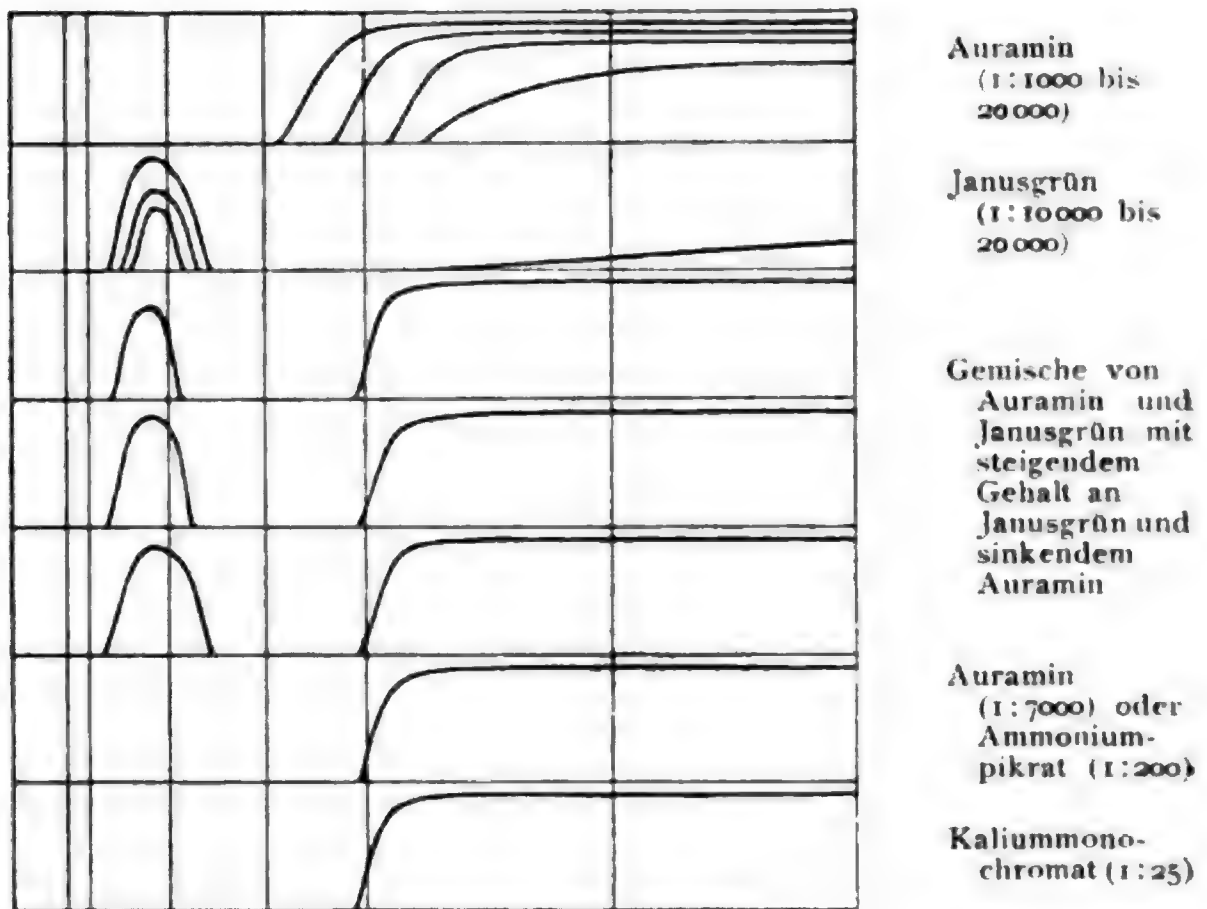 Auramin
(1:1000 bis
20000)
Janusgrün
(1:10000 bis
20000)
Gemische von
Auramin und
Janusgrün mit
steigendem
Gehalt an
Janusgrün und
sinkendem
Auramin
Auramin
(1:7000) oder
Ammonium-
pikrat (1:200)
Kaliummono-
chromat (1:25)